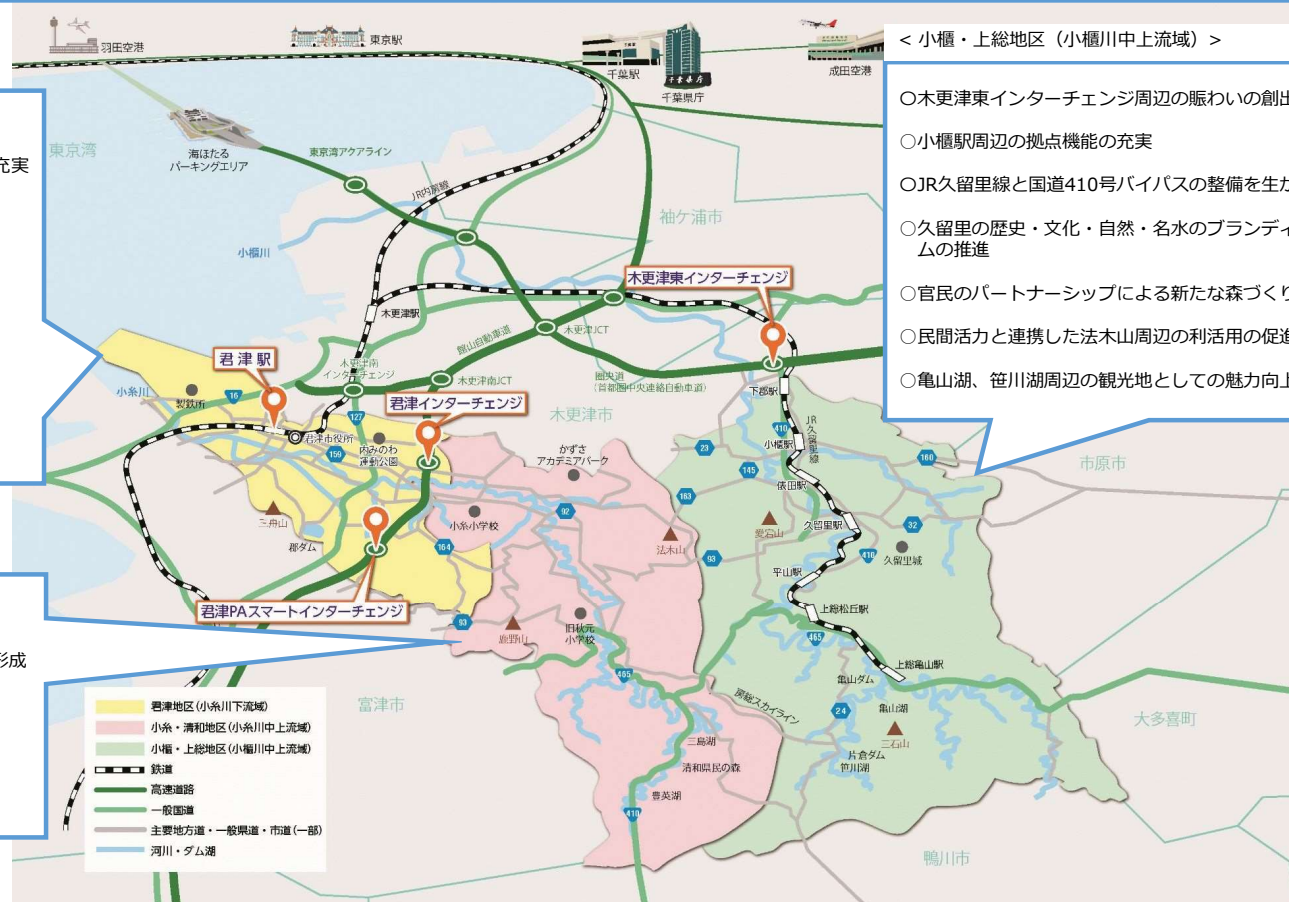 羽田空港
東京駅
千葉駅
千葉県庁
成田空港
< 小櫃・上総地区（小櫃川中上流域）>
〇木更津東インターチェンジ周辺の賑わいの創出
○小櫃駅周辺の拠点機能の充実
〇JR久留里線と国道410号バイパスの整備を生か
○久留里の歴史・文化・自然・名水のブランディ
ムの推進
○官民のパートナーシップによる新たな森づくり
○民間活力と連携した法木山周辺の利活用の促進
○亀山湖、笹川湖周辺の観光地としての魅力向上
充実
東京湾
海ほたる
パーキングエリア
東京湾アクアライン
JR内房線
袖ケ浦市
小櫃川
木更津東インターチェンジ
木更津駅
館山自動車道
木更津JCT
君津駅
木更津南
インターチェンジ
木更津南JCT
圏央道
(首都圏中央連絡自動車道)
下郡駅
小糸川
製鉄所
16
127
君津インターチェンジ
木更津市
410
JR久留里線
君津市役所
159
内みのわ
運動公園
かずさ
アカデミアパーク
23
小櫃駅
145
160
市原市
俵田駅
163
三舟山
小糸小学校
92
法木山
愛宕山
久留里駅
32
郡ダム
164
93
410
久留里城
平山駅
君津PAスマートインターチェンジ
93
鹿野山
旧秋元
小学校
上総松丘駅
465
形成
465
上総亀山駅
亀山ダム
富津市
房総スカイライン
24
亀山湖
大多喜町
三石山
三島湖
片倉ダム
笹川湖
清和県民の森
豊英湖
410
鴨川市
君津地区(小糸川下流域)
小糸・清和地区(小糸川中上流域)
小櫃・上総地区(小櫃川中上流域)
鉄道
高速道路
一般国道
主要地方道・一般県道・市道(一部)
河川・ダム湖